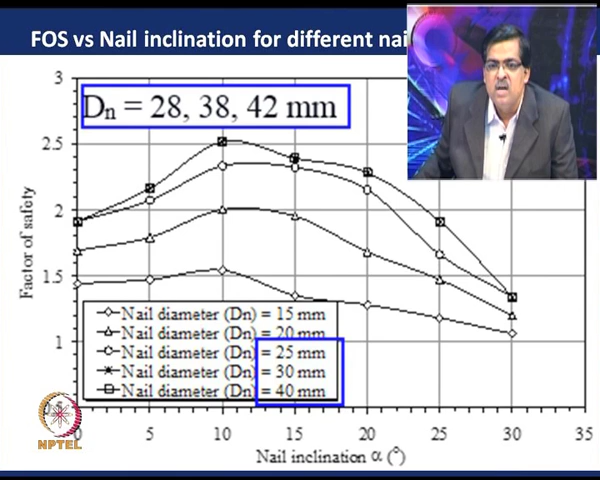 FOS vs Nail inclination for different nai
Dn = 28, 38, 42 mm
3
2.5
2
1.5
1
Factor of safety
Nail diameter (Dn) = 15 mm
Nail diameter (Dn) = 20 mm
Nail diameter (Dn) = 25 mm
Nail diameter (Dn) = 30 mm
Nail diameter (Dn) = 40 mm
0 5 10 15 20 25 30 35
Nail inclination α (°)
NPTEL